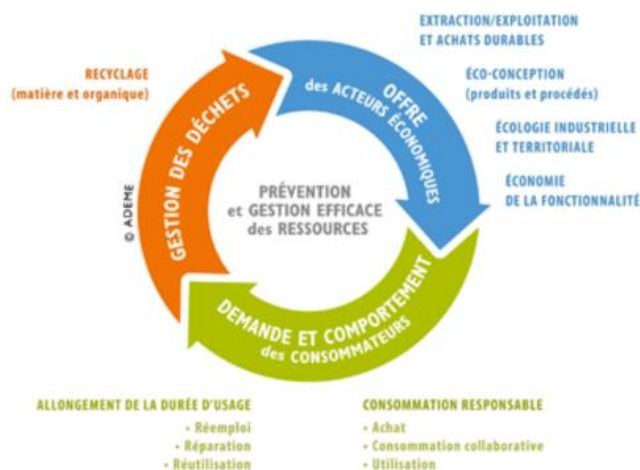 EXTRACTION/EXPLOITATION
ET ACHATS DURABLES
RECYCLAGE
(matière et organique)
ÉCO-CONCEPTION
(produits et procédés)
ÉCOLOGIE INDUSTRIELLE
ET TERRITORIALE
ÉCONOMIE
DE LA FONCTIONNALITÉ
GESTION DES DÉCHETS
OFFRE
des ACTEURS ÉCONOMIQUES
PRÉVENTION
et GESTION EFFICACE
des RESSOURCES
© ADEME
DEMANDE ET COMPORTEMENT
des CONSOMMATEURS
ALLONGEMENT DE LA DURÉE D'USAGE
• Réemploi
• Réparation
• Réutilisation
CONSOMMATION RESPONSABLE
• Achat
• Consommation collaborative
• Utilisation